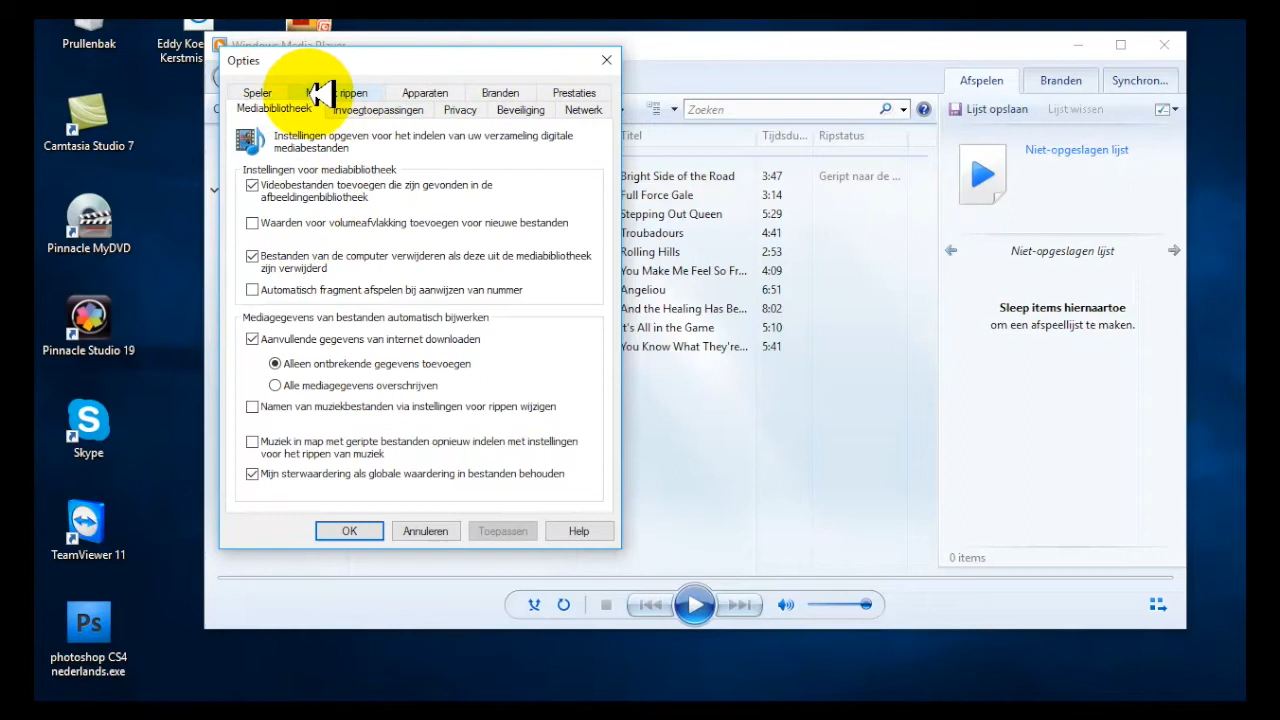 Prullenbak
Eddy Koe
Kerstmis
Camtasia Studio 7
Pinnacle MyDVD
Pinnacle Studio 19
Skype
TeamViewer 11
Ps
photoshop CS4
nederlands.exe
Windows Media Player
Opties
Speler
rippen
Apparaten
Branden
Prestaties
Mediabibliotheek
Invoegtoepassingen
Privacy
Beveiliging
Netwerk
Instellingen opgeven voor het indelen van uw verzameling digitale
mediabestanden
Instellingen voor mediabibliotheek
Videobestanden toevoegen die zijn gevonden in de
afbeeldingenbibliotheek
Waarden voor volumeafvlakking toevoegen voor nieuwe bestanden
Bestanden van de computer verwijderen als deze uit de mediabibliotheek
zijn verwijderd
Automatisch fragment afspelen bij aanwijzen van nummer
Mediagegevens van bestanden automatisch bijwerken
Aanvullende gegevens van internet downloaden
Alleen ontbrekende gegevens toevoegen
Alle mediagegevens overschrijven
Namen van muziekbestanden via instellingen voor rippen wijzigen
Muziek in map met geripte bestanden opnieuw indelen met instellingen
voor het rippen van muziek
Mijn sterwaardering als globale waardering in bestanden behouden
OK
Annuleren
Toepassen
Help
Zoeken
Titel
Tijdsdu...
Ripstatus
Bright Side of the Road 3:47 Geript naar de ...
Full Force Gale 3:14
Stepping Out Queen 5:29
Troubadours 4:41
Rolling Hills 2:53
You Make Me Feel So Fr... 4:09
Angeliou 6:51
And the Healing Has Be... 8:02
It's All in the Game 5:10
You Know What They're... 5:41
Afspelen
Branden
Synchron...
Lijst opslaan
Lijst wissen
Niet-opgeslagen lijst
Niet-opgeslagen lijst
Sleep items hiernaartoe
om een afspeellijst te maken.
0 items